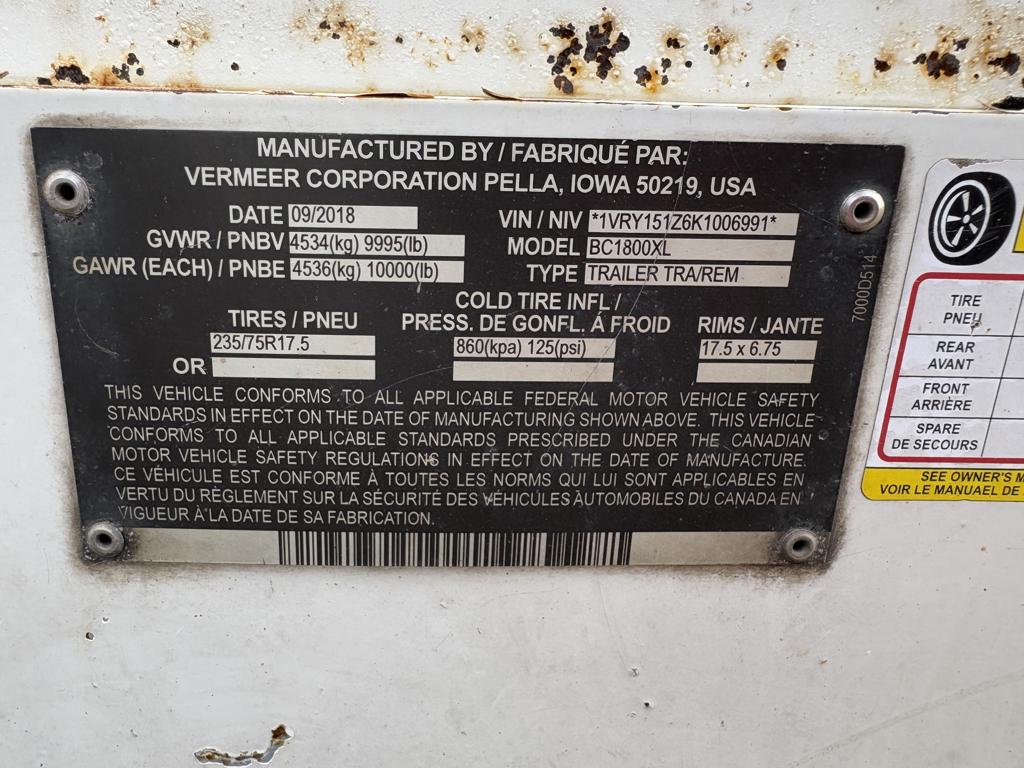 MANUFACTURED BY / FABRIQUÉ PAR:
VERMEER CORPORATION PELLA, IOWA 50219, USA
DATE 09/2018
VIN / NIV *1VRY151Z6K1006991*
GVWR / PNBV 4534(kg) 9995(lb)
MODEL BC1800XL
GAWR (EACH) / PNBE 4536(kg) 10000(lb)
TYPE TRAILER TRA/REM
COLD TIRE INFL /
TIRES / PNEU PRESS. DE GONFL. À FROID RIMS / JANTE
235/75R17.5 860(kpa) 125(psi) 17.5 x 6.75
OR
THIS VEHICLE CONFORMS TO ALL APPLICABLE FEDERAL MOTOR VEHICLE SAFETY
STANDARDS IN EFFECT ON THE DATE OF MANUFACTURING SHOWN ABOVE. THIS VEHICLE
CONFORMS TO ALL APPLICABLE STANDARDS PRESCRIBED UNDER THE CANADIAN
MOTOR VEHICLE SAFETY REGULATIONS IN EFFECT ON THE DATE OF MANUFACTURE.
CE VÉHICULE EST CONFORME À TOUTES LES NORMS QUI LUI SONT APPLICABLES EN
VERTU DU RÈGLEMENT SUR LA SÉCURITÉ DES VÉHICULES AUTOMOBILES DU CANADA EN
VIGUEUR À LA DATE DE SA FABRICATION.
7000D514
TIRE
PNEU
REAR
AVANT
FRONT
ARRIÈRE
SPARE
DE SECOURS
SEE OWNER'S
VOIR LE MANUAEL DE